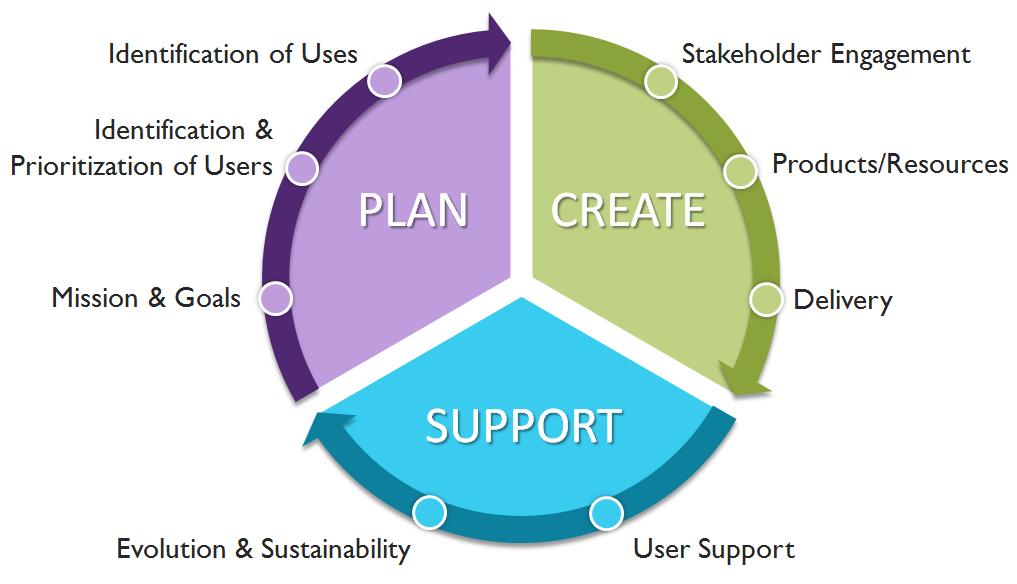 Identification of Uses
Identification &
Prioritization of Users
Mission & Goals
PLAN
Stakeholder Engagement
Products/Resources
Delivery
CREATE
SUPPORT
User Support
Evolution & Sustainability